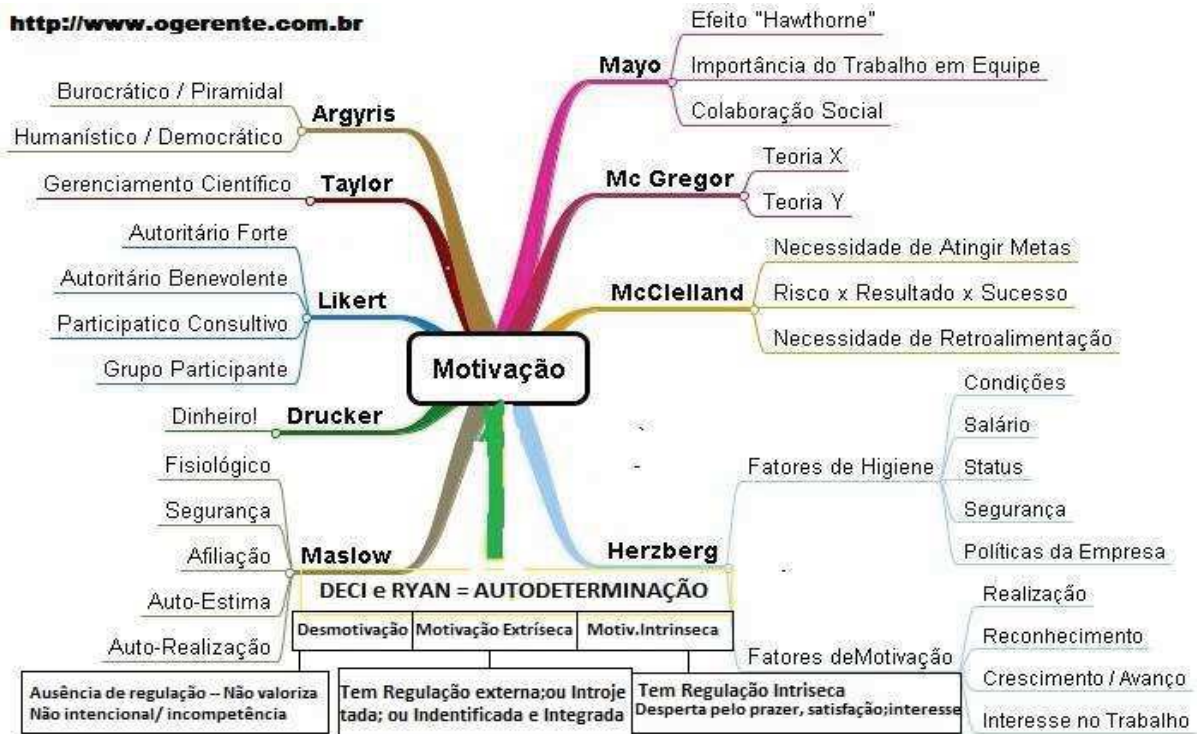 http://www.ogerente.com.br
Motivação
Mayo
Efeito "Hawthorne"
Importância do Trabalho em Equipe
Colaboração Social
Mc Gregor
Teoria X
Teoria Y
McClelland
Necessidade de Atingir Metas
Risco x Resultado x Sucesso
Necessidade de Retroalimentação
Herzberg
Fatores de Higiene
Condições
Salário
Status
Segurança
Políticas da Empresa
Fatores deMotivação
Realização
Reconhecimento
Crescimento / Avanço
Interesse no Trabalho
Argyris
Burocrático / Piramidal
Humanístico / Democrático
Taylor
Gerenciamento Científico
Likert
Autoritário Forte
Autoritário Benevolente
Participatico Consultivo
Grupo Participante
Drucker
Dinheiro!
Maslow
Fisiológico
Segurança
Afiliação
Auto-Estima
Auto-Realização
DECI e RYAN = AUTODETERMINAÇÃO
Desmotivação
Motivação Extríseca
Motiv.Intrinseca
Ausência de regulação – Não valoriza
Não intencional/ incompetência
Tem Regulação externa;ou Introje
tada; ou Indentificada e Integrada
Tem Regulação Intriseca
Desperta pelo prazer, satisfação;interesse